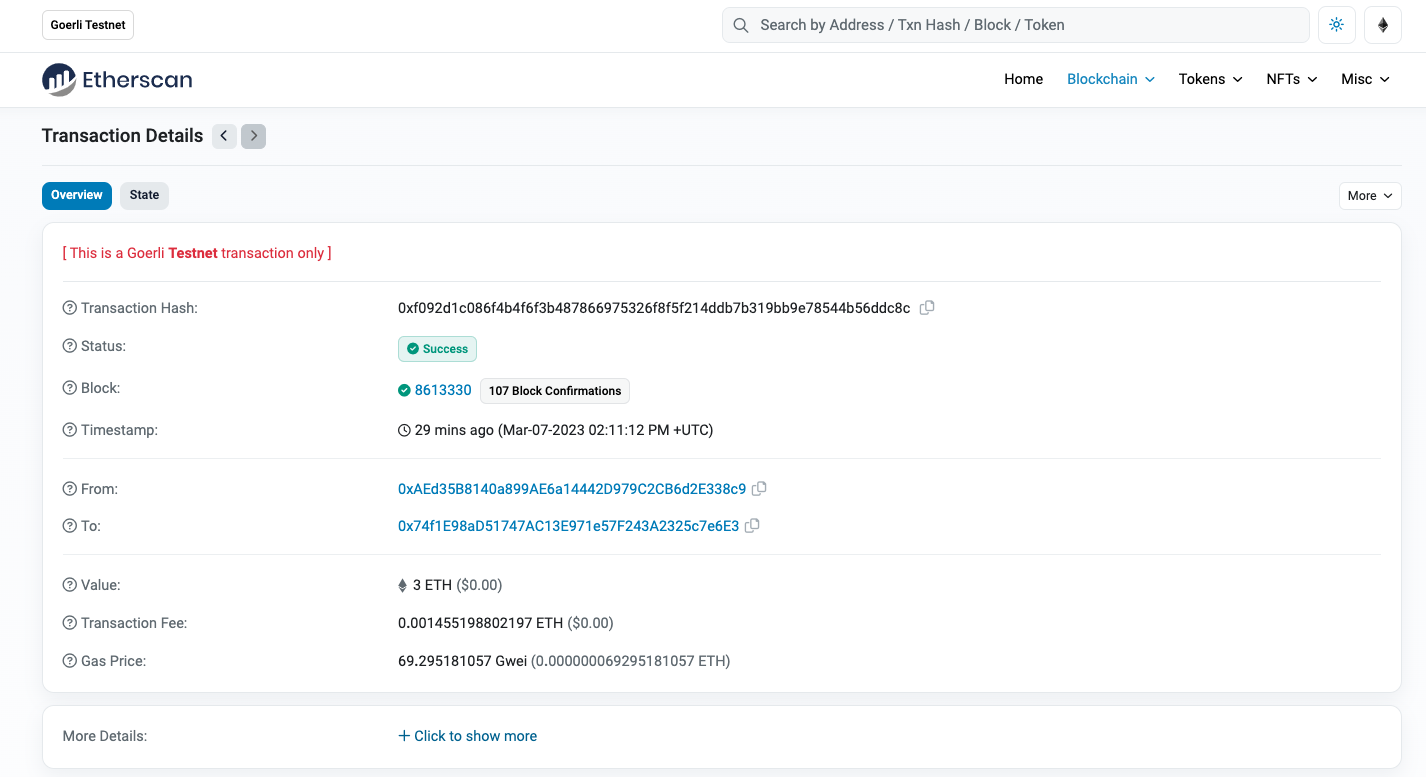 Goerli Testnet
Search by Address / Txn Hash / Block / Token
Etherscan
Home Blockchain Tokens NFTs Misc
Transaction Details
Overview State More
[ This is a Goerli Testnet transaction only ]
Transaction Hash: 0xf092d1c086f4b4f6f3b487866975326f8f5f214ddb7b319bb9e78544b56ddc8c
Status: Success
Block: 8613330 107 Block Confirmations
Timestamp: 29 mins ago (Mar-07-2023 02:11:12 PM +UTC)
From: 0xAEd35B8140a899AE6a14442D979C2CB6d2E338c9
To: 0x74f1E98aD51747AC13E971e57F243A2325c7e6E3
Value: 3 ETH ($0.00)
Transaction Fee: 0.001455198802197 ETH ($0.00)
Gas Price: 69.295181057 Gwei (0.000000069295181057 ETH)
More Details: Click to show more